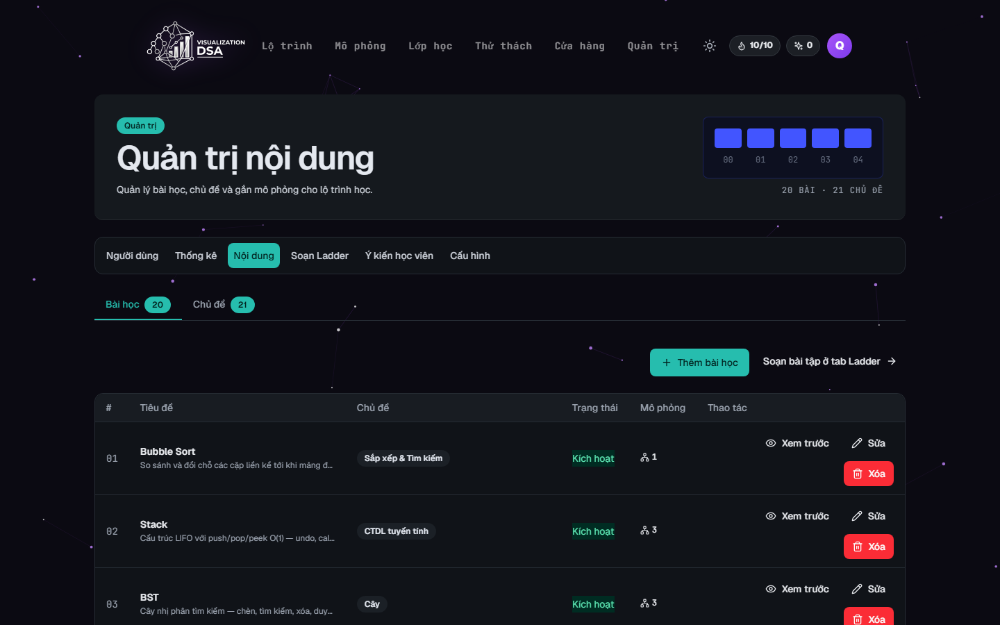 VISUALIZATION
DSA
Lộ trình
Mô phỏng
Lớp học
Thử thách
Cửa hàng
Quản trị
10/10
0
Q
Quản trị
Quản trị nội dung
Quản lý bài học, chủ đề và gắn mô phỏng cho lộ trình học.
00 01 02 03 04
20 BÀI · 21 CHỦ ĐỀ
Người dùng
Thống kê
Nội dung
Soạn Ladder
Ý kiến học viên
Cấu hình
Bài học 20
Chủ đề 21
Thêm bài học
Soạn bài tập ở tab Ladder
# Tiêu đề Chủ đề Trạng thái Mô phỏng Thao tác
01
Bubble Sort
So sánh và đổi chỗ các cặp liền kề tới khi mảng đ...
Sắp xếp & Tìm kiếm
Kích hoạt
1
Xem trước
Sửa
Xóa
02
Stack
Cấu trúc LIFO với push/pop/peek O(1) — undo, cal...
CTDL tuyến tính
Kích hoạt
3
Xem trước
Sửa
Xóa
03
BST
Cây nhị phân tìm kiếm — chèn, tìm kiếm, xóa, duy...
Cây
Kích hoạt
3
Xem trước
Sửa
Xóa